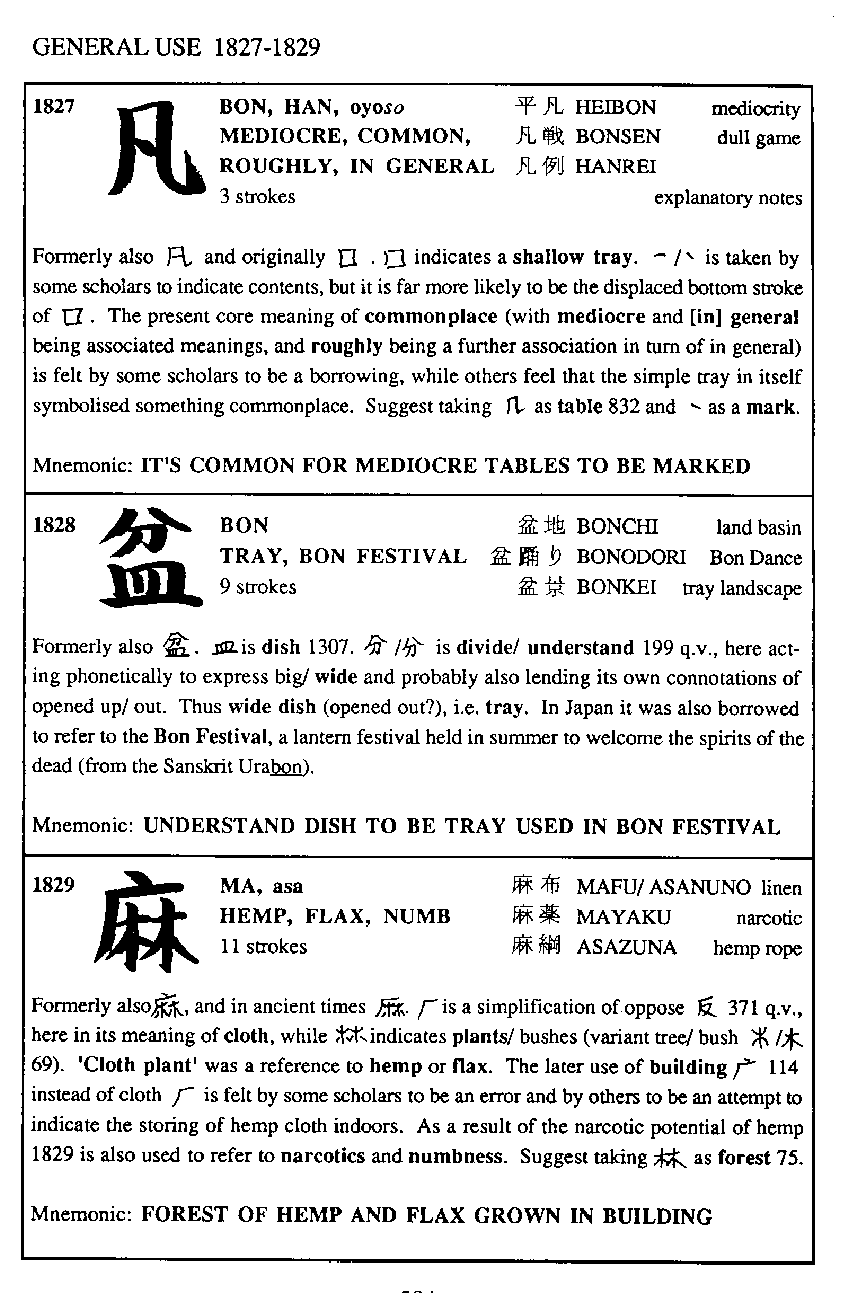 GENERAL USE 1827-1829
1827 凡 BON, HAN, oyoso 平凡 HEIBON mediocrity
MEDIOCRE, COMMON, 凡戦 BONSEN dull game
ROUGHLY, IN GENERAL 凡例 HANREI
3 strokes explanatory notes
Formerly also and originally . indicates a shallow tray. 一 /丶 is taken by
some scholars to indicate contents, but it is far more likely to be the displaced bottom stroke
of . The present core meaning of commonplace (with mediocre and [in] general
being associated meanings, and roughly being a further association in turn of in general)
is felt by some scholars to be a borrowing, while others feel that the simple tray in itself
symbolised something commonplace. Suggest taking 几 as table 832 and 丶 as a mark.
Mnemonic: IT'S COMMON FOR MEDIOCRE TABLES TO BE MARKED
1828 盆 BON 盆地 BONCHI land basin
TRAY, BON FESTIVAL 盆踊り BONODORI Bon Dance
9 strokes 盆景 BONKEI tray landscape
Formerly also 盆. 皿 is dish 1307. 分/分 is divide/ understand 199 q.v., here act-
ing phonetically to express big/ wide and probably also lending its own connotations of
opened up/ out. Thus wide dish (opened out?), i.e. tray. In Japan it was also borrowed
to refer to the Bon Festival, a lantern festival held in summer to welcome the spirits of the
dead (from the Sanskrit Urabon).
Mnemonic: UNDERSTAND DISH TO BE TRAY USED IN BON FESTIVAL
1829 麻 MA, asa 麻布 MAFU/ ASANUNO linen
HEMP, FLAX, NUMB 麻薬 MAYAKU narcotic
11 strokes 麻綱 ASAZUNA hemp rope
Formerly also , and in ancient times . 厂 is a simplification of oppose 反 371 q.v.,
here in its meaning of cloth, while indicates plants/ bushes (variant tree/ bush /木
69). 'Cloth plant' was a reference to hemp or flax. The later use of building 广 114
instead of cloth 厂 is felt by some scholars to be an error and by others to be an attempt to
indicate the storing of hemp cloth indoors. As a result of the narcotic potential of hemp
1829 is also used to refer to narcotics and numbness. Suggest taking 林 as forest 75.
Mnemonic: FOREST OF HEMP AND FLAX GROWN IN BUILDING